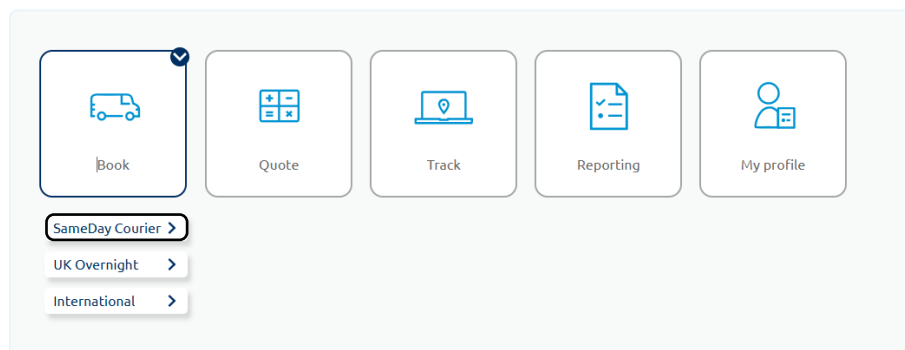 Book
Quote
Track
Reporting
My profile
SameDay Courier
UK Overnight
International